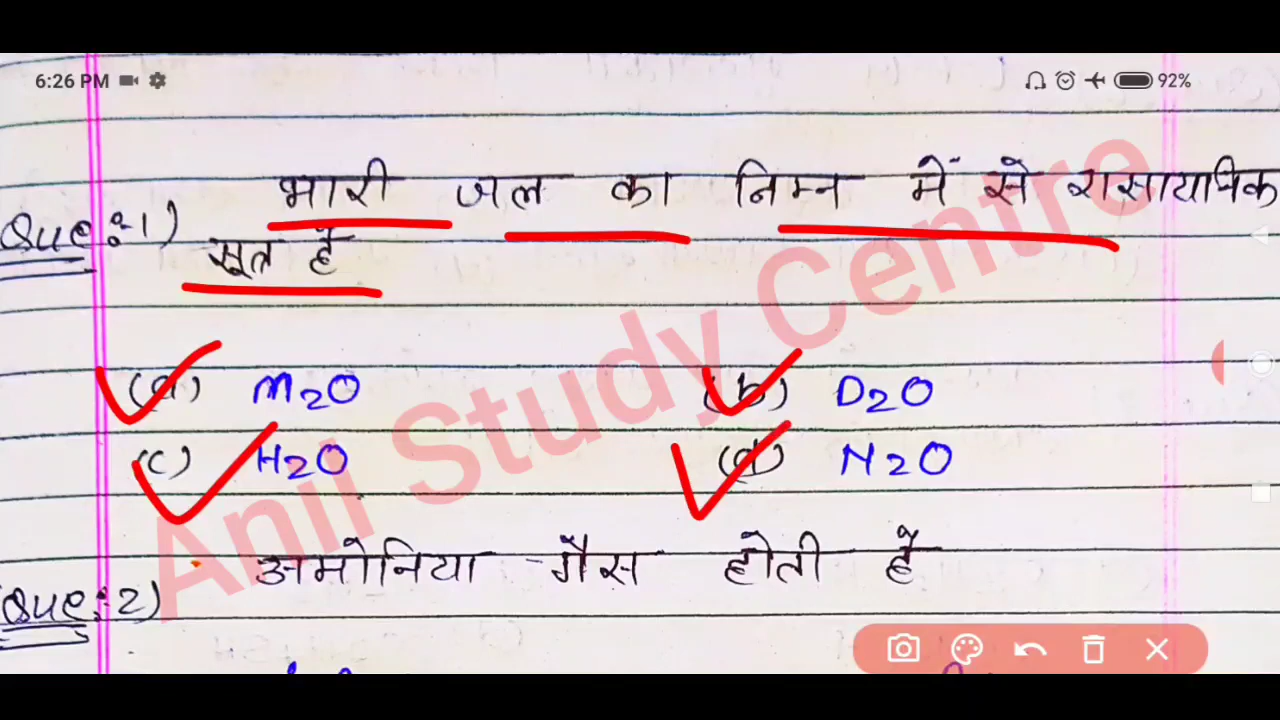 6:26 PM
92%
Que:-1) भारी जल का निम्न में से रासायनिक
सूत्र है
(a) M2O (b) D2O
(c) H2O (d) N2O
Anil Study Centre
Que:-2) अमोनिया गैस होती है